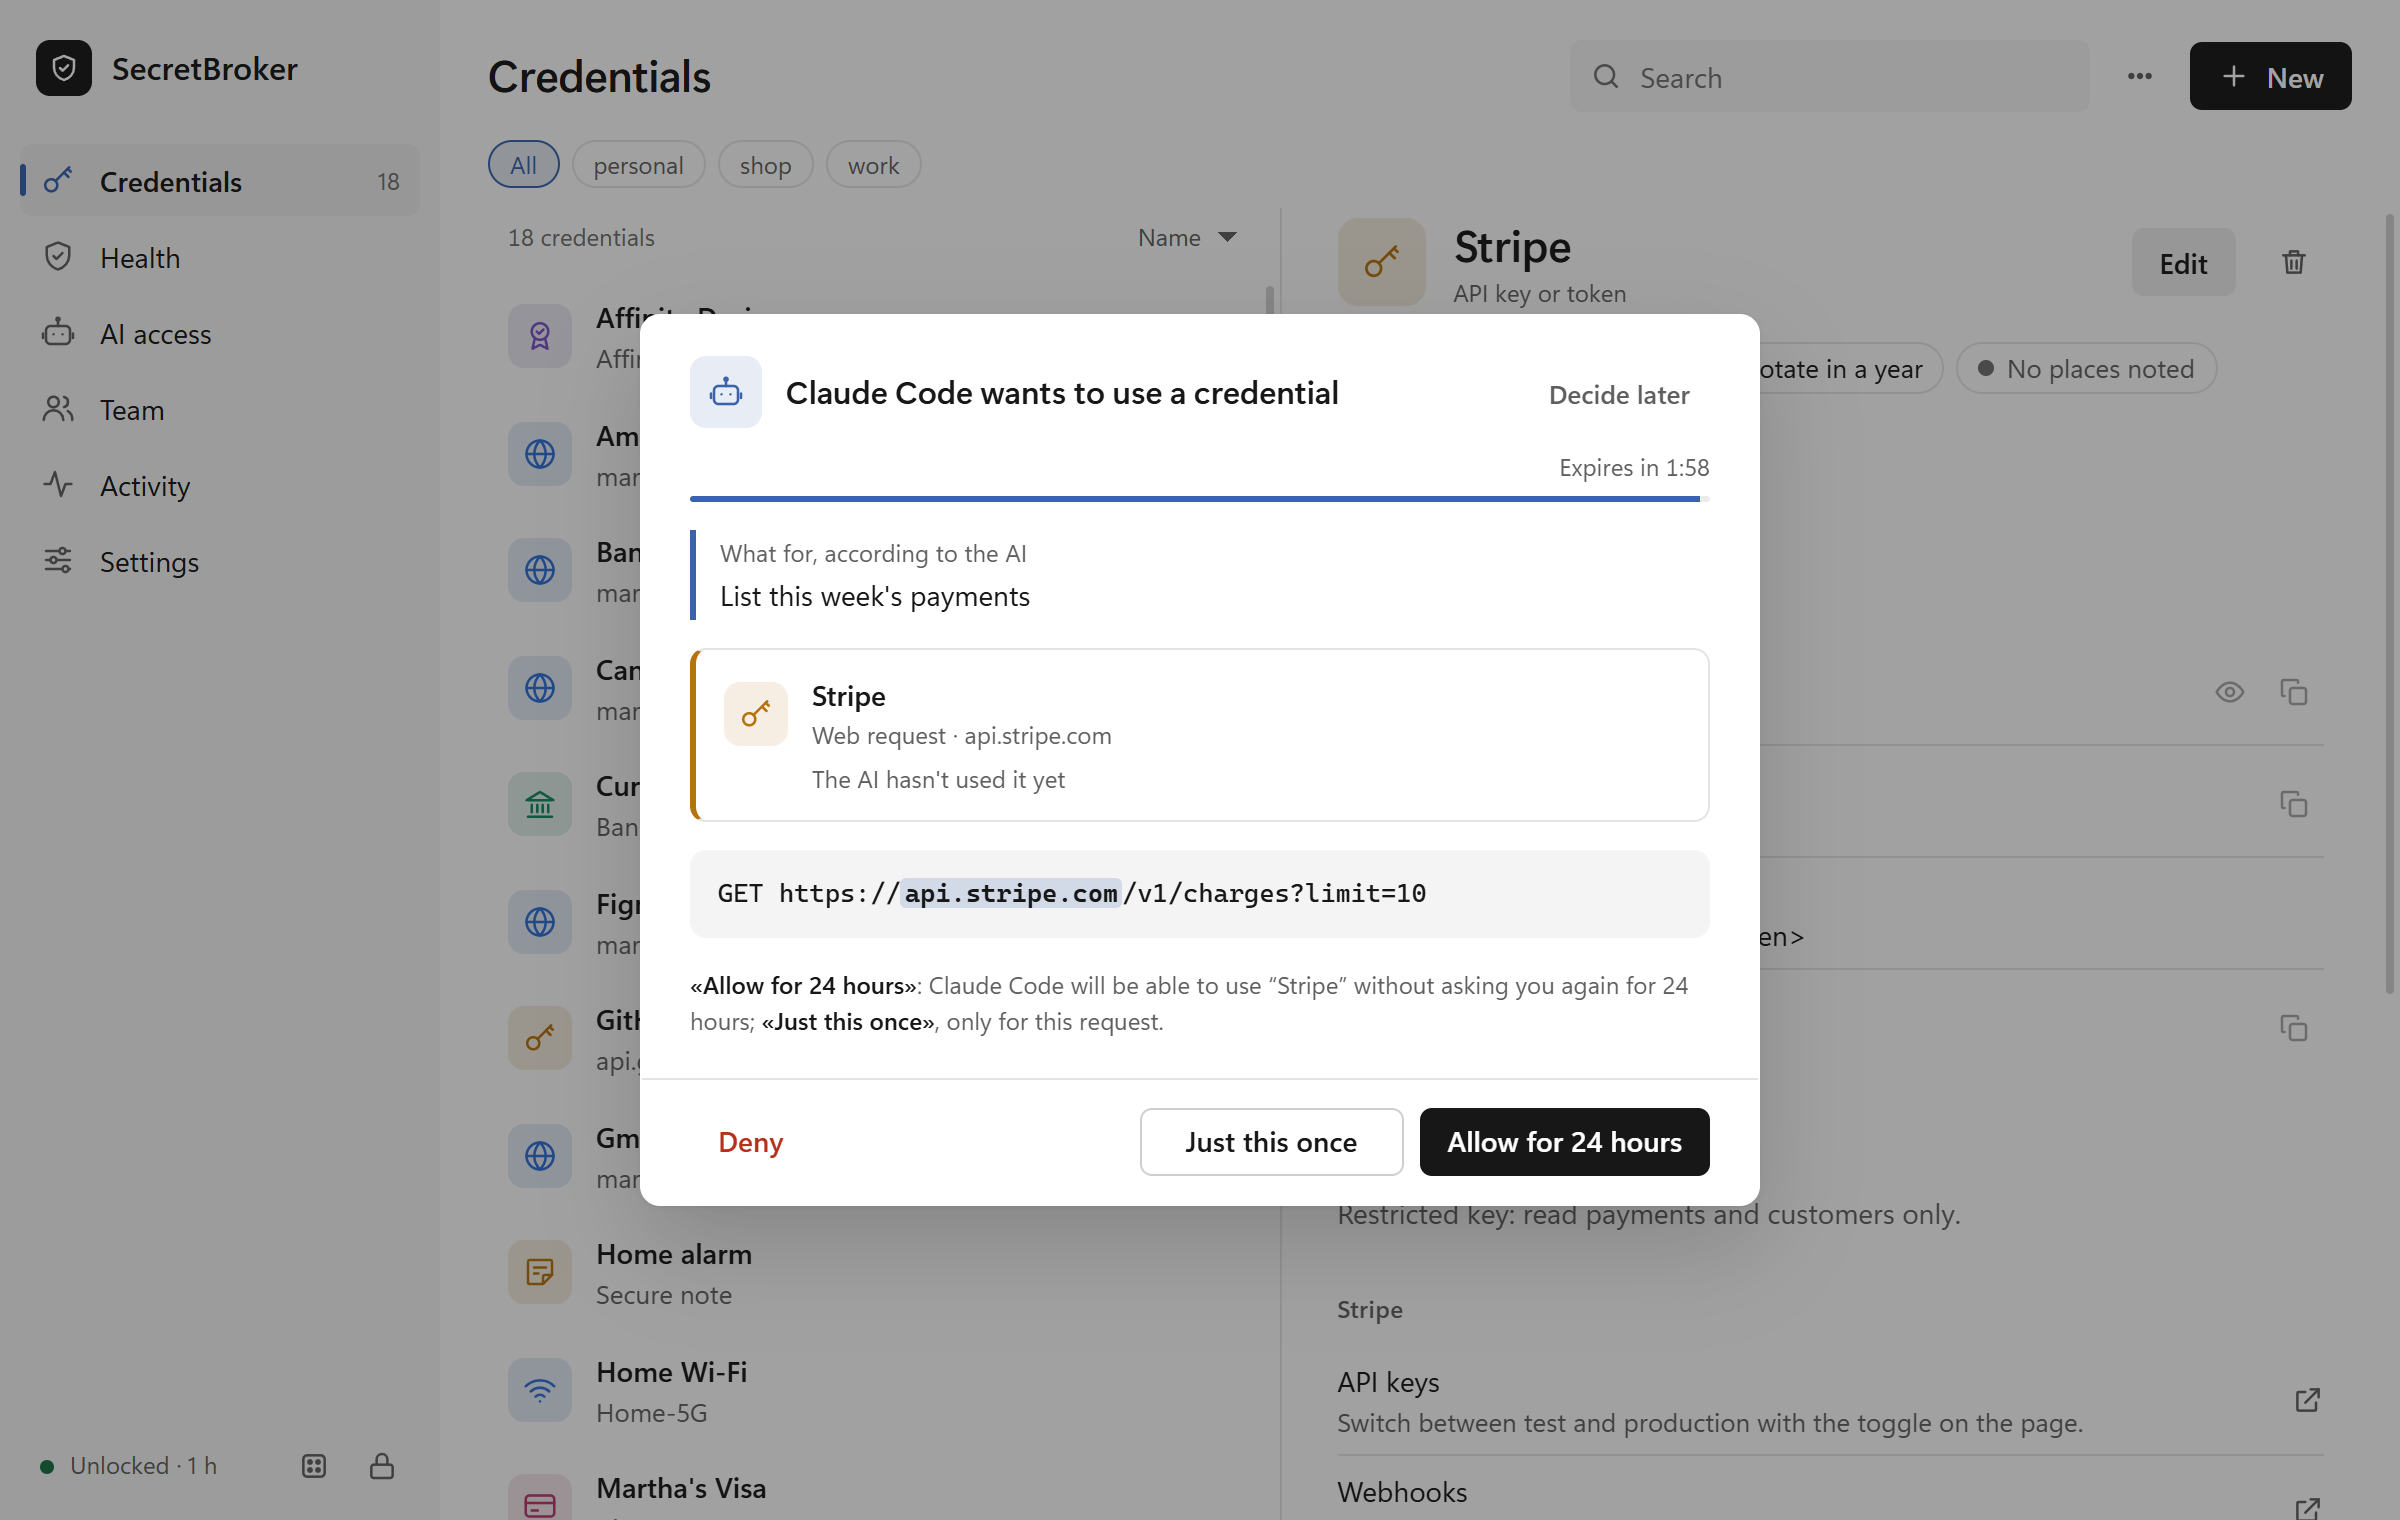 SecretBroker
Credentials 18
Health
AI access
Team
Activity
Settings
Unlocked · 1 h
Credentials
Search
New
All personal shop work
18 credentials Name
Home alarm
Secure note
Home Wi-Fi
Home-5G
Martha's Visa
Stripe
API key or token
Edit
in a year
No places noted
Restricted key: read payments and customers only.
Stripe
API keys
Switch between test and production with the toggle on the page.
Webhooks
Claude Code wants to use a credential
Decide later
Expires in 1:58
What for, according to the AI
List this week's payments
Stripe
Web request · api.stripe.com
The AI hasn't used it yet
GET https://api.stripe.com/v1/charges?limit=10
«Allow for 24 hours»: Claude Code will be able to use “Stripe” without asking you again for 24
hours; «Just this once», only for this request.
Deny
Just this once
Allow for 24 hours